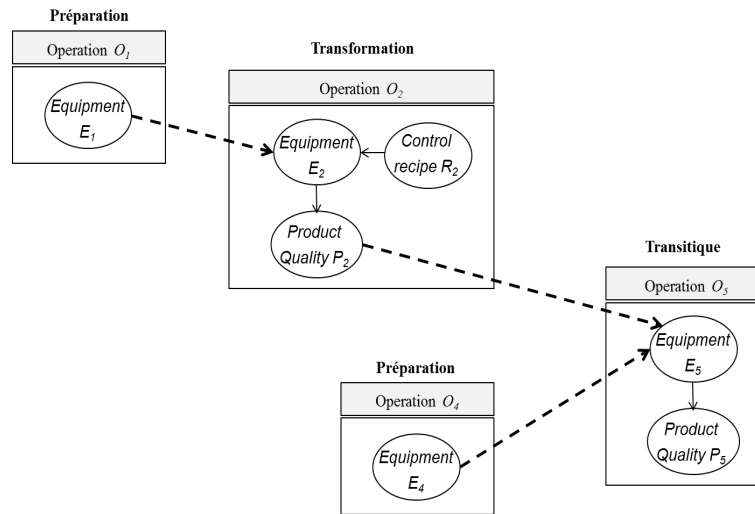 Préparation
Operation O1
Equipment
E1
Transformation
Operation O2
Equipment
E2
Control
recipe R2
Product
Quality P2
Transitique
Operation O5
Equipment
E5
Product
Quality P5
Préparation
Operation O4
Equipment
E4